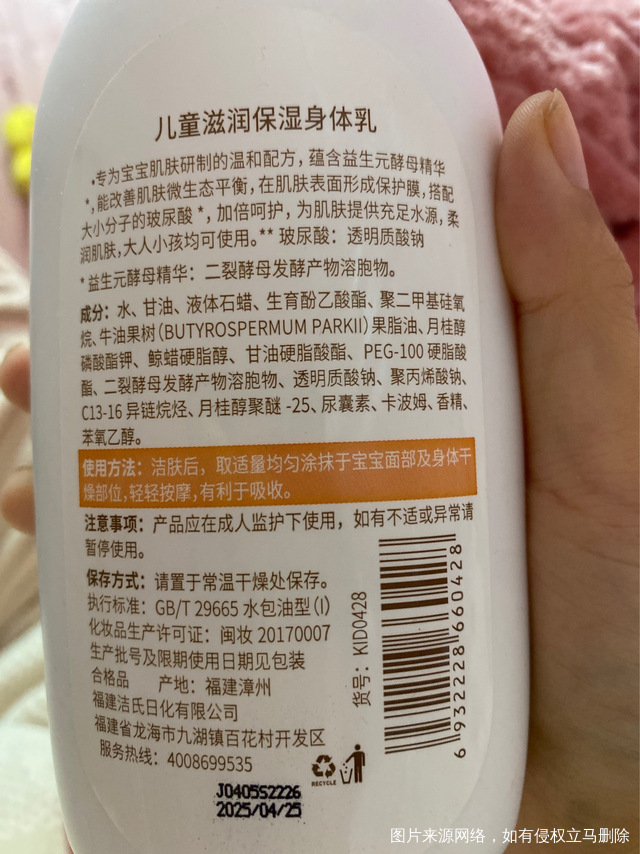 儿童滋润保湿身体乳
•专为宝宝肌肤研制的温和配方，蕴含益生元酵母精华
*，能改善肌肤微生态平衡，在肌肤表面形成保护膜，搭配
大小分子的玻尿酸*，加倍呵护，为肌肤提供充足水源，柔
润肌肤，大人小孩均可使用。** 玻尿酸：透明质酸钠
*益生元酵母精华：二裂酵母发酵产物溶胞物。
成分：水、甘油、液体石蜡、生育酚乙酸酯、聚二甲基硅氧
烷、牛油果树(BUTYROSPERMUM PARKII)果脂油、月桂醇
磷酸酯钾、鲸蜡硬脂醇、甘油硬脂酸酯、PEG-100 硬脂酸
酯、二裂酵母发酵产物溶胞物、透明质酸钠、聚丙烯酸钠、
C13-16 异链烷烃、月桂醇聚醚 -25、尿囊素、卡波姆、香精、
苯氧乙醇。
使用方法：洁肤后，取适量均匀涂抹于宝宝面部及身体干
燥部位，轻轻按摩，有利于吸收。
注意事项：产品应在成人监护下使用，如有不适或异常请
暂停使用。
保存方式：请置于常温干燥处保存。
执行标准：GB/T 29665 水包油型(I)
化妆品生产许可证：闽妆 20170007
生产批号及限期使用日期见包装
合格品 产地：福建漳州
福建洁氏日化有限公司
福建省龙海市九湖镇百花村开发区
服务热线：4008699535
货号：KID0428
6 932228 660428
RECYCLE
J0405S2226
2025/04/25
图片来源网络，如有侵权立马删除